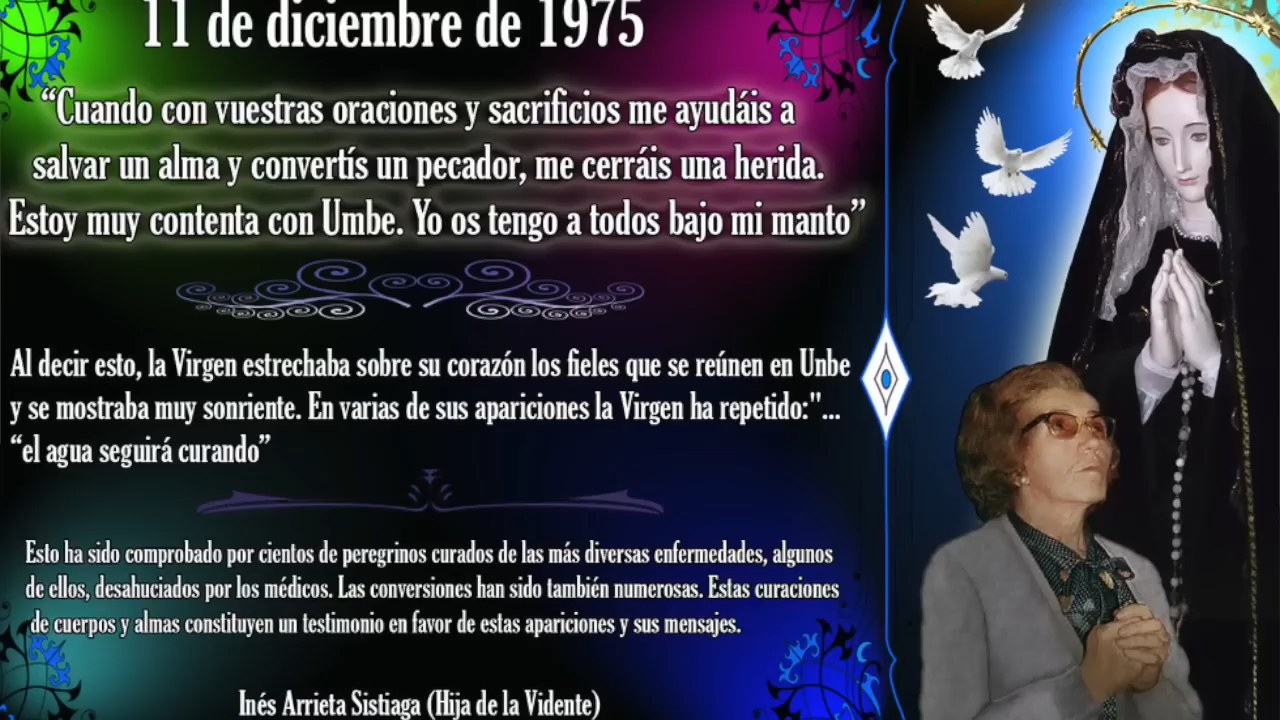 11 de diciembre de 1975
“Cuando con vuestras oraciones y sacrificios me ayudáis a
salvar un alma y convertís un pecador, me cerráis una herida.
Estoy muy contenta con Umbe. Yo os tengo a todos bajo mi manto”
Al decir esto, la Virgen estrechaba sobre su corazón los fieles que se reúnen en Unbe
y se mostraba muy sonriente. En varias de sus apariciones la Virgen ha repetido:"...
“el agua seguirá curando”
Esto ha sido comprobado por cientos de peregrinos curados de las más diversas enfermedades, algunos
de ellos, desahuciados por los médicos. Las conversiones han sido también numerosas. Estas curaciones
de cuerpos y almas constituyen un testimonio en favor de estas apariciones y sus mensajes.
Inés Arrieta Sistiaga (Hija de la Vidente)